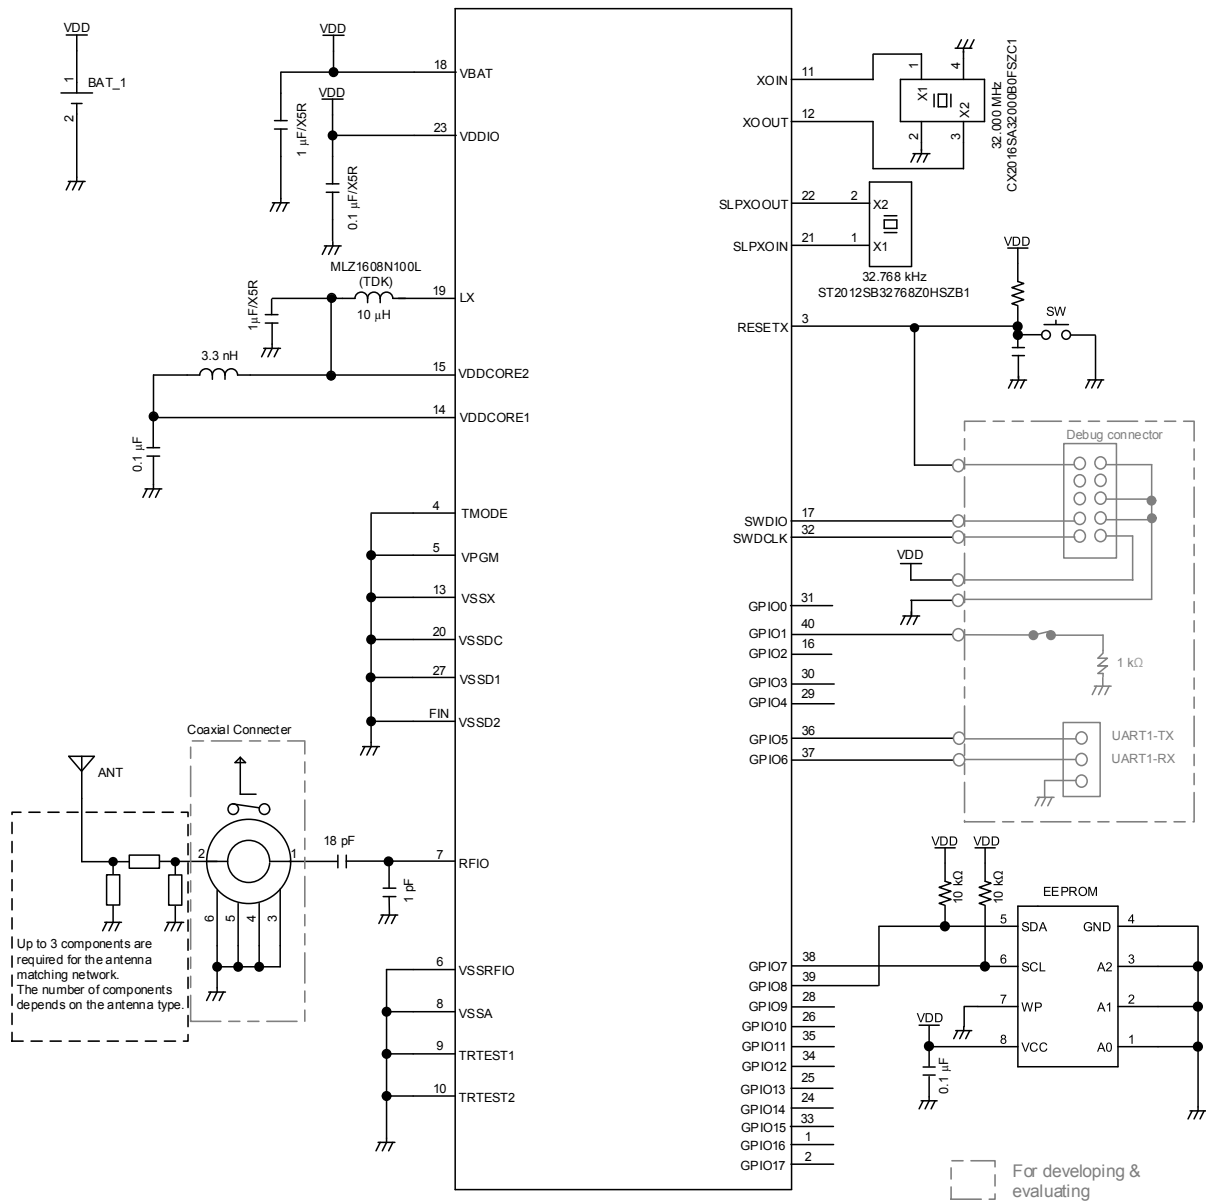 VDD
1
BAT_1
2
VDD
18
VBAT
1 μF/X5R
VDD
23
VDDIO
0.1 μF/X5R
MLZ1608N100L
(TDK)
10 μH
19
LX
1μF/X5R
3.3 nH
15
VDDCORE2
14
VDDCORE1
0.1 μF
4
TMODE
5
VPGM
13
VSSX
20
VSSDC
27
VSSD1
FIN
VSSD2
Coaxial Connecter
ANT
2
1
6
5
4
3
18 pF
1 pF
7
RFIO
Up to 3 components are
required for the antenna
matching network.
The number of components
depends on the antenna type.
6
VSSRFIO
8
VSSA
9
TRTEST1
10
TRTEST2
XOIN
11
XOOUT
12
1
4
X1
X2
2
3
32.000 MHz
CX2016SA32000B0FSZC1
SLPXOOUT
22
2
X2
SLPXOIN
21
1
X1
32.768 kHz
ST2012SB32768Z0HSZB1
VDD
RESETX
3
SW
Debug connector
SWDIO
17
SWDCLK
32
VDD
GPIO0
31
GPIO1
40
GPIO2
16
1 kΩ
GPIO3
30
GPIO4
29
GPIO5
36
UART1-TX
GPIO6
37
UART1-RX
VDD
VDD
10 kΩ
10 kΩ
EEPROM
5
SDA
GND
4
GPIO7
38
6
SCL
A2
3
GPIO8
39
7
WP
A1
2
VDD
8
VCC
A0
1
0.1 μF
GPIO9
28
GPIO10
26
GPIO11
35
GPIO12
34
GPIO13
25
GPIO14
24
GPIO15
33
GPIO16
1
GPIO17
2
For developing &
evaluating